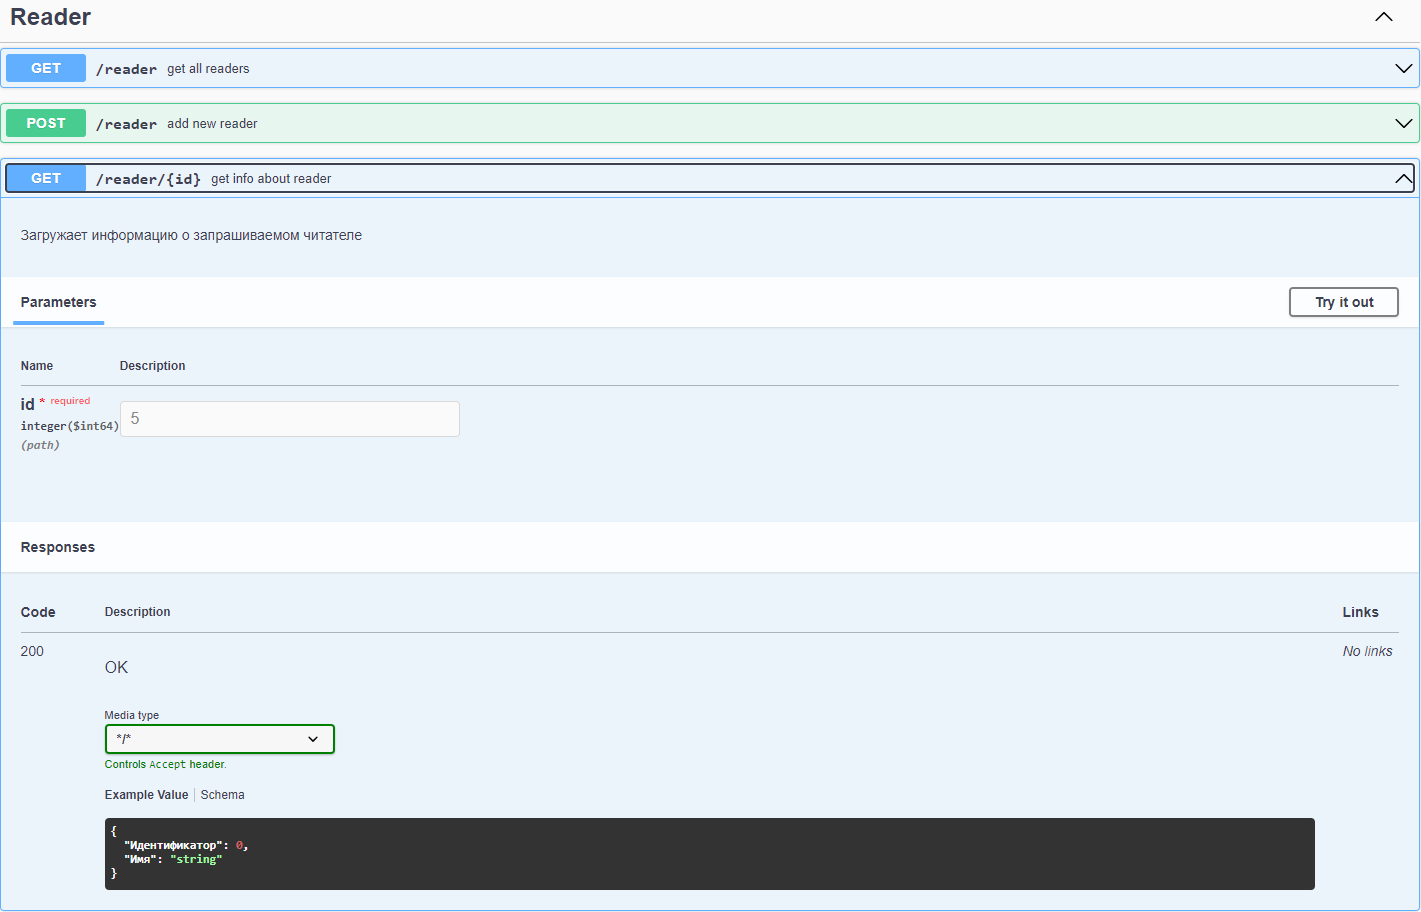 Reader
GET /reader get all readers
POST /reader add new reader
GET /reader/{id} get info about reader
Загружает информацию о запрашиваемом читателе
Parameters Try it out
Name Description
id * required
integer($int64)
(path)
5
Responses
Code Description Links
200 No links
OK
Media type
*/*
Controls Accept header.
Example Value Schema
{
"Идентификатор": 0,
"Имя": "string"
}